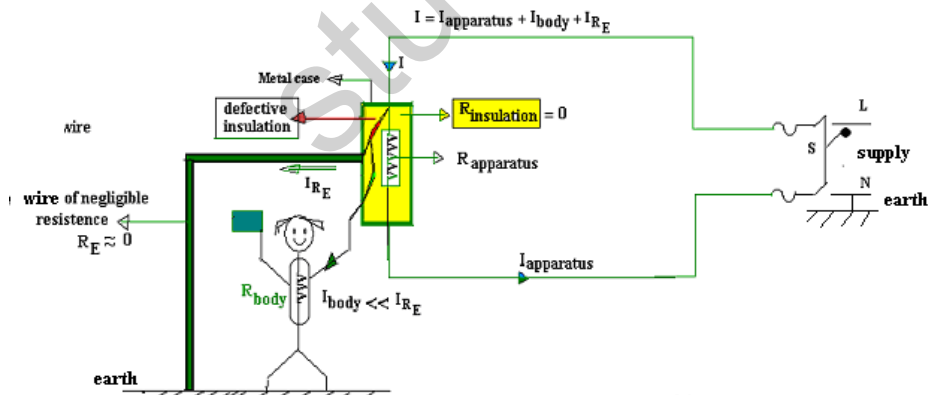 I = Iapparatus + Ibody + IRE
I
Metal case
defective
insulation
Rinsulation = 0
L
wire
S
supply
Rapparatus
IRE
N
wire of negligible
resistence
RE ≈ 0
earth
Iapparatus
Rbody
Ibody << IRE
earth
stu